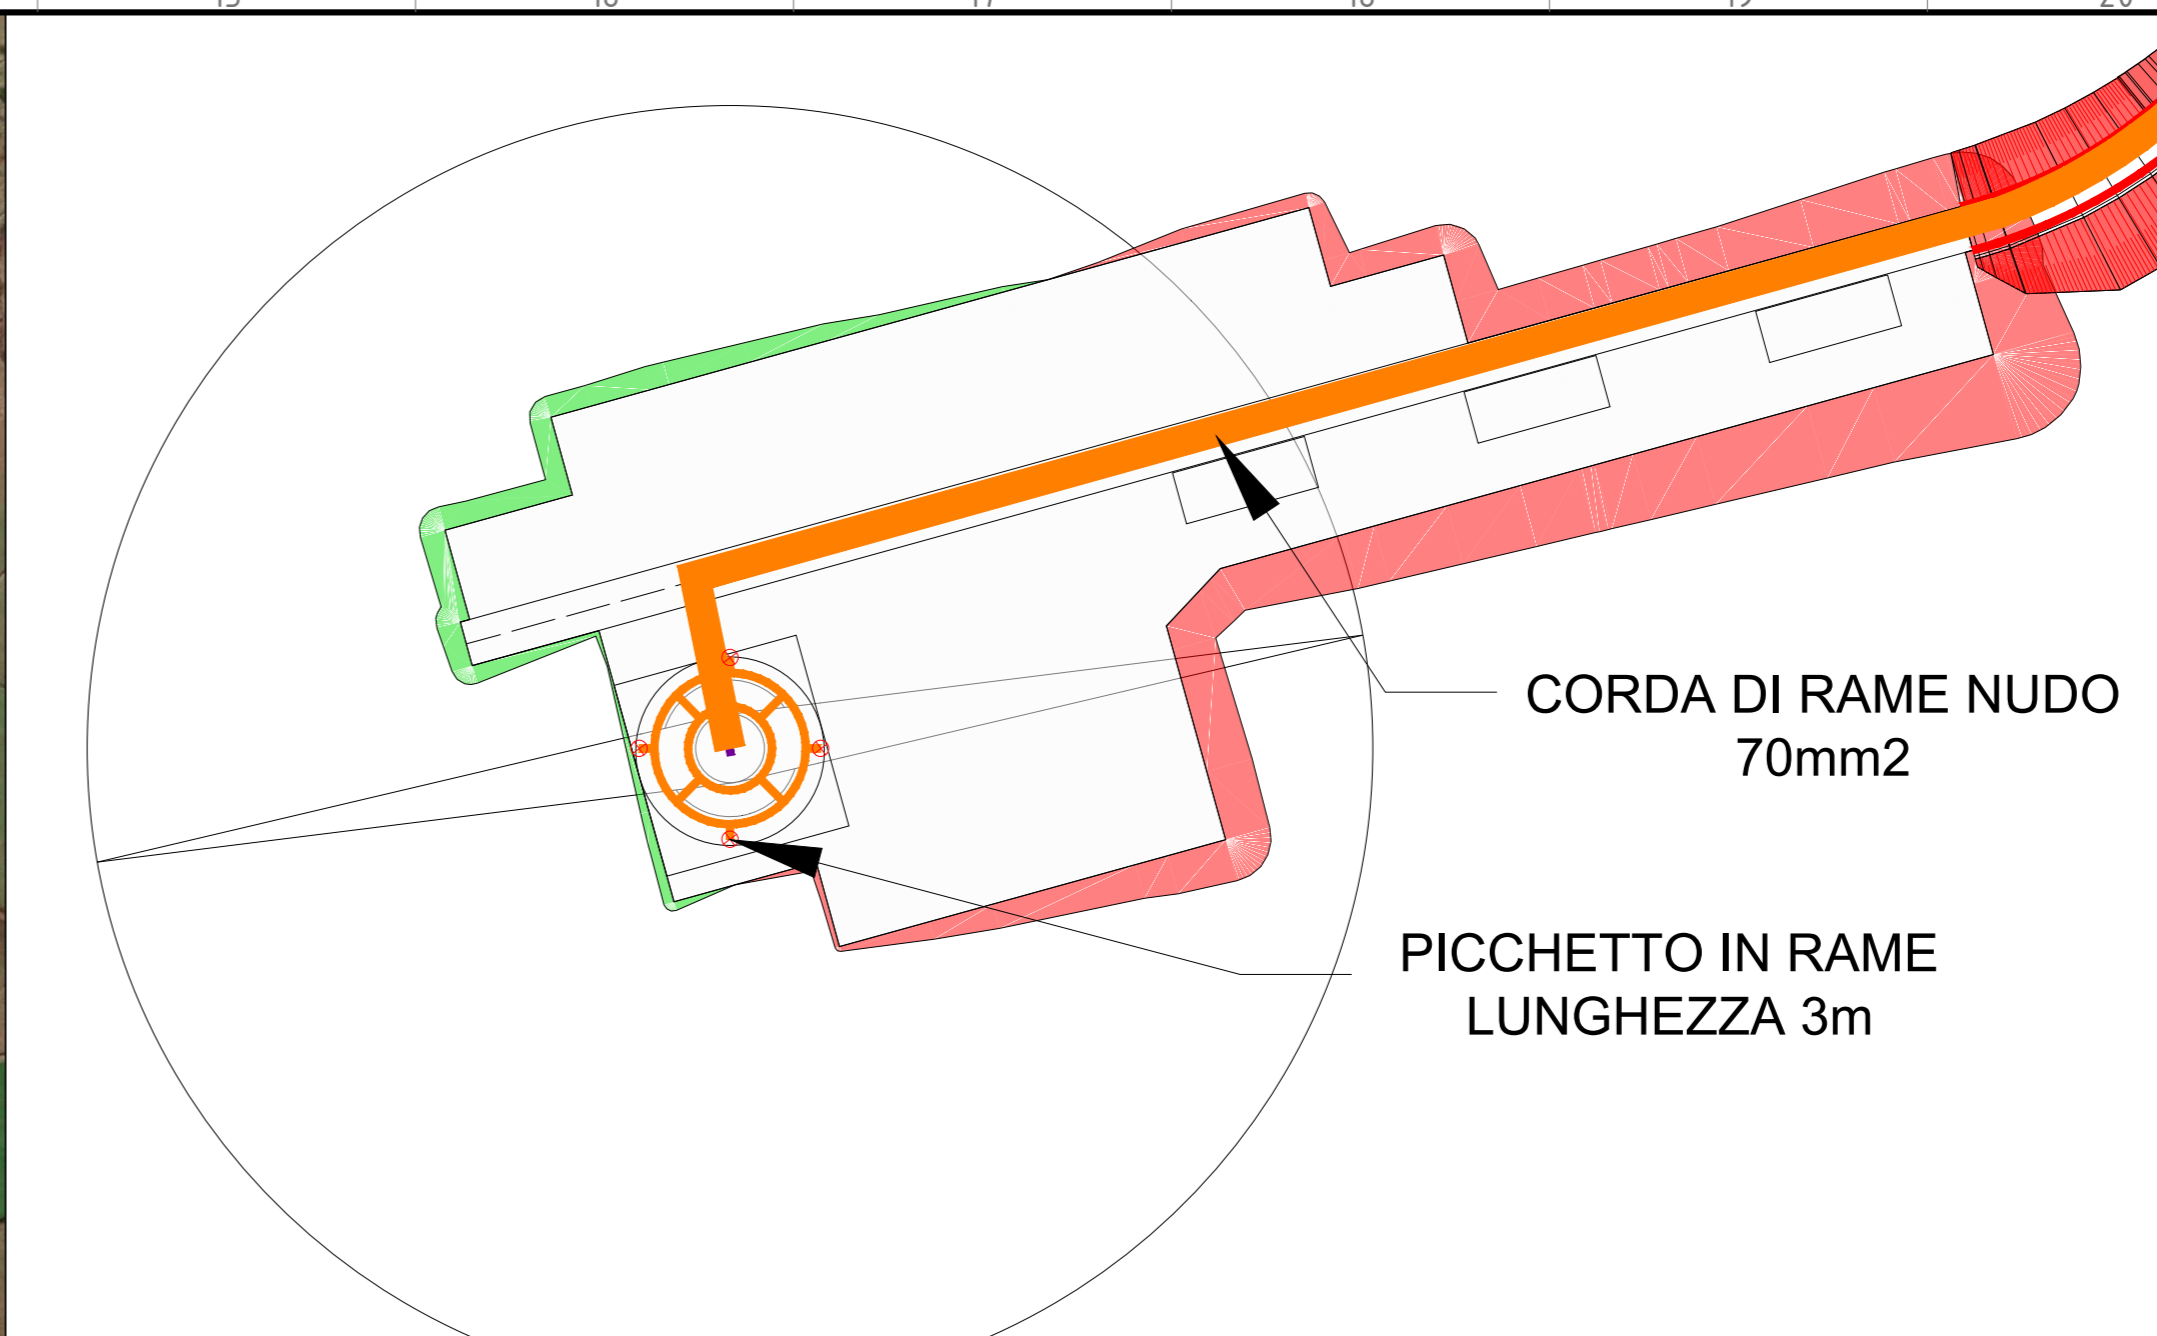 CORDA DI RAME NUDO
70mm2
PICCHETTO IN RAME
LUNGHEZZA 3m